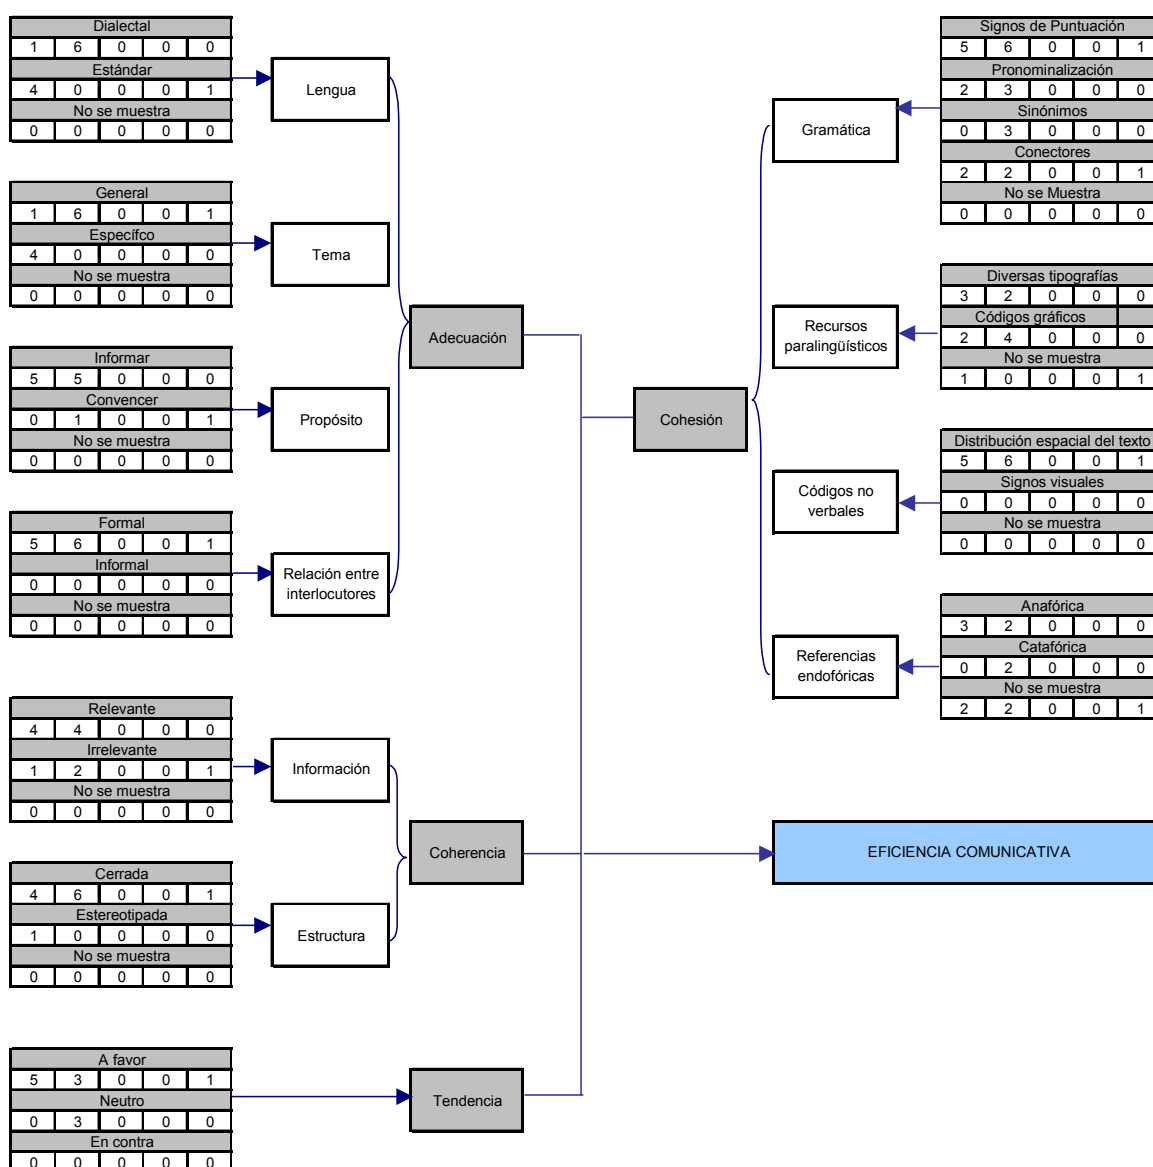 Dialectal
1 6 0 0 0
Estándar
4 0 0 0 1
No se muestra
0 0 0 0 0
Lengua
General
1 6 0 0 1
Específco
4 0 0 0 0
No se muestra
0 0 0 0 0
Tema
Informar
5 5 0 0 0
Convencer
0 1 0 0 1
No se muestra
0 0 0 0 0
Propósito
Formal
5 6 0 0 1
Informal
0 0 0 0 0
No se muestra
0 0 0 0 0
Relación entre
interlocutores
Adecuación
Relevante
4 4 0 0 0
Irrelevante
1 2 0 0 1
No se muestra
0 0 0 0 0
Información
Cerrada
4 6 0 0 1
Estereotipada
1 0 0 0 0
No se muestra
0 0 0 0 0
Estructura
Coherencia
A favor
5 3 0 0 1
Neutro
0 3 0 0 0
En contra
0 0 0 0 0
Tendencia
Cohesión
Gramática
Signos de Puntuación
5 6 0 0 1
Pronominalización
2 3 0 0 0
Sinónimos
0 3 0 0 0
Conectores
2 2 0 0 1
No se Muestra
0 0 0 0 0
Recursos
paralingüísticos
Diversas tipografías
3 2 0 0 0
Códigos gráficos
2 4 0 0 0
No se muestra
1 0 0 0 1
Códigos no
verbales
Distribución espacial del texto
5 6 0 0 1
Signos visuales
0 0 0 0 0
No se muestra
0 0 0 0 0
Referencias
endofóricas
Anafórica
3 2 0 0 0
Catafórica
0 2 0 0 0
No se muestra
2 2 0 0 1
EFICIENCIA COMUNICATIVA